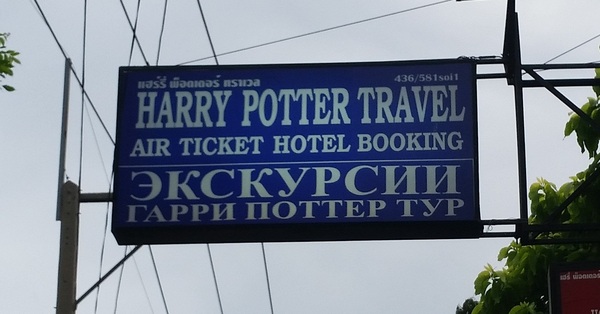 แฮร์รี่ พ็อตเตอร์ ทราเวล 436/581soi1
HARRY POTTER TRAVEL
AIR TICKET HOTEL BOOKING
ЭКСКУРСИИ
ГАРРИ ПОТТЕР ТУР